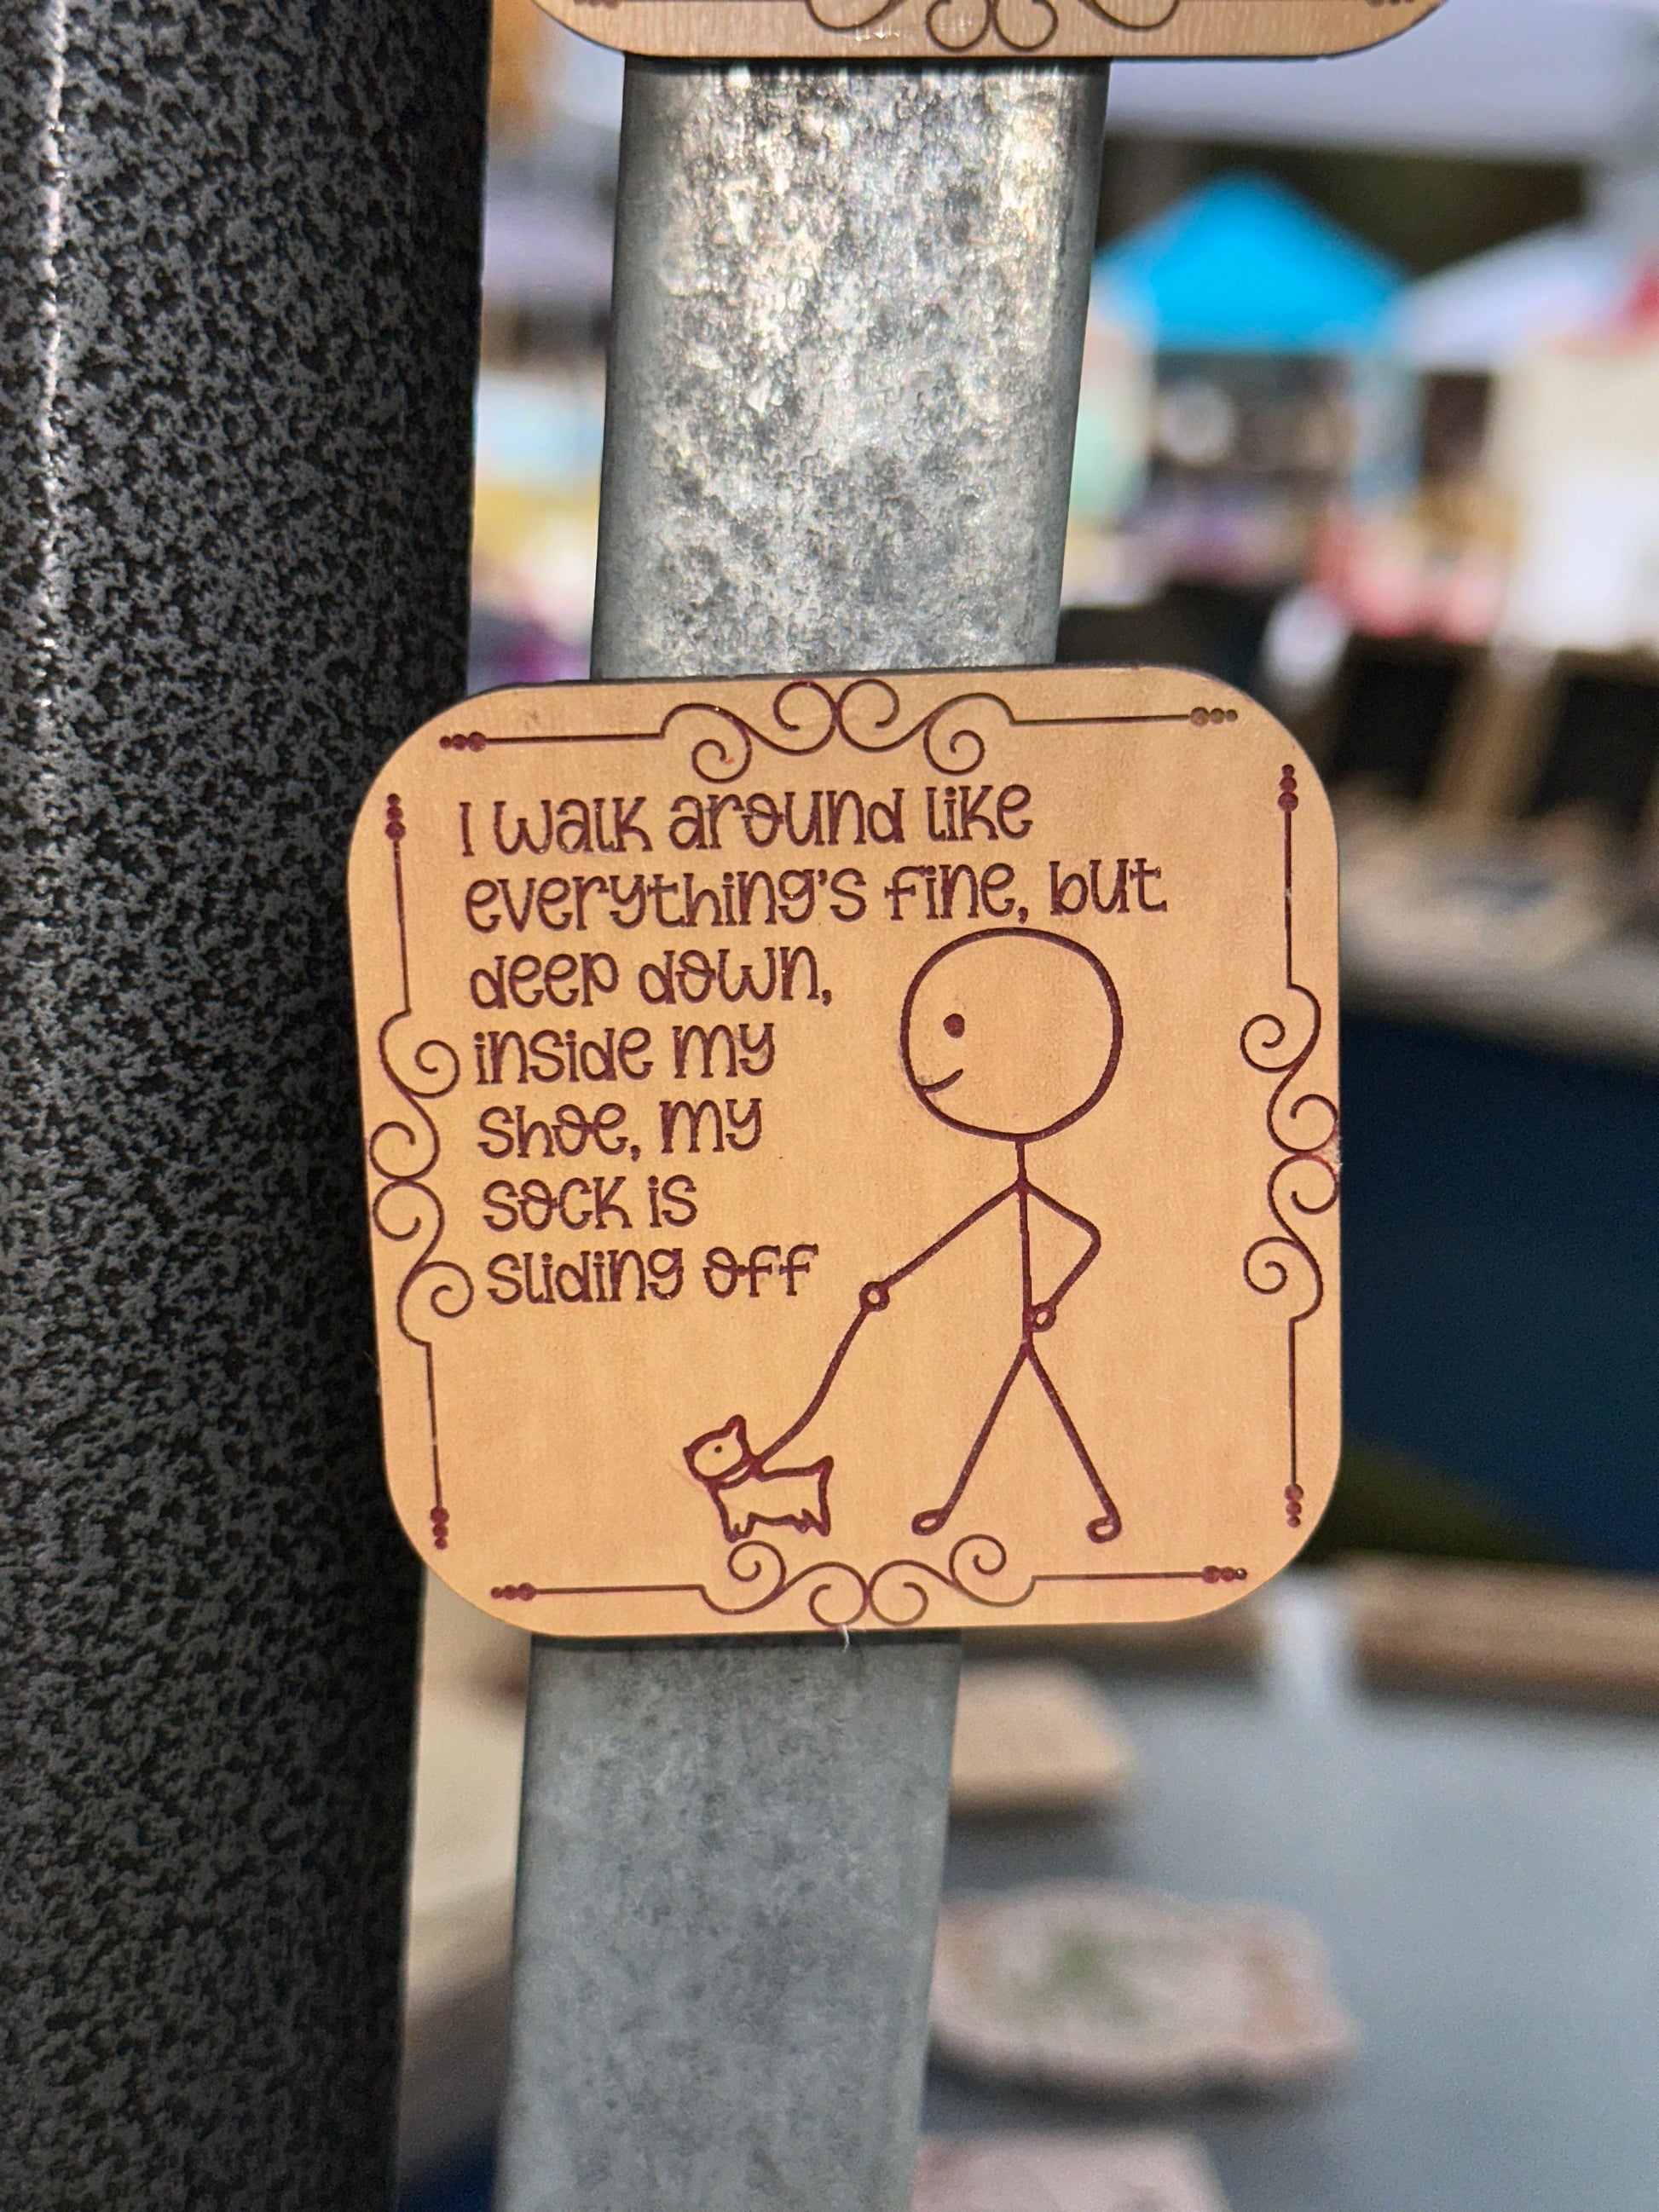 I walk around like
everything's fine, but
deep down,
inside my
shoe, my
sock is
sliding off